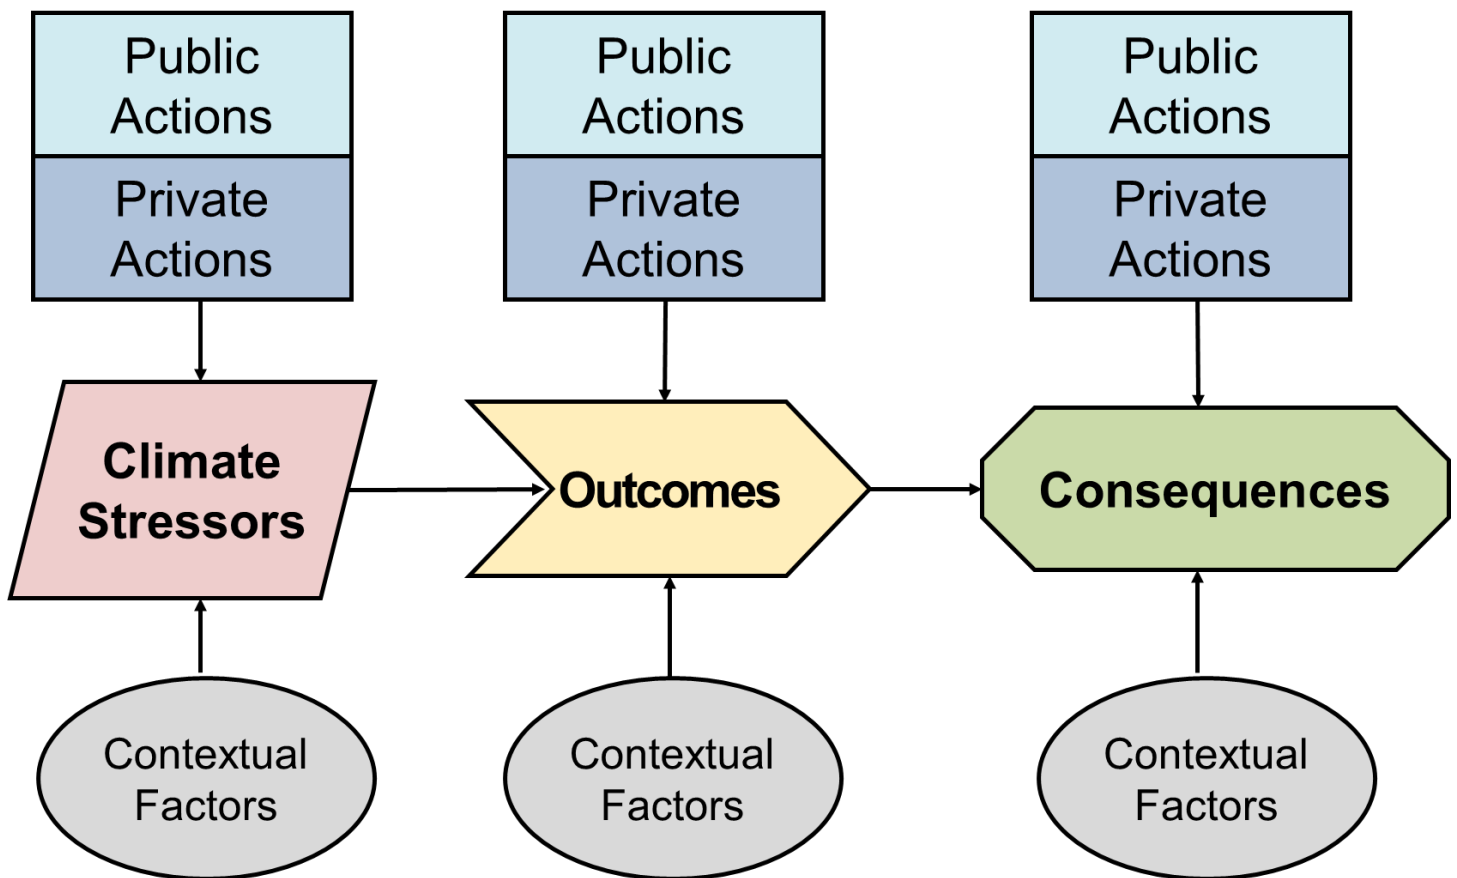 Public
Actions
Private
Actions
Public
Actions
Private
Actions
Public
Actions
Private
Actions
Climate
Stressors
Outcomes
Consequences
Contextual
Factors
Contextual
Factors
Contextual
Factors